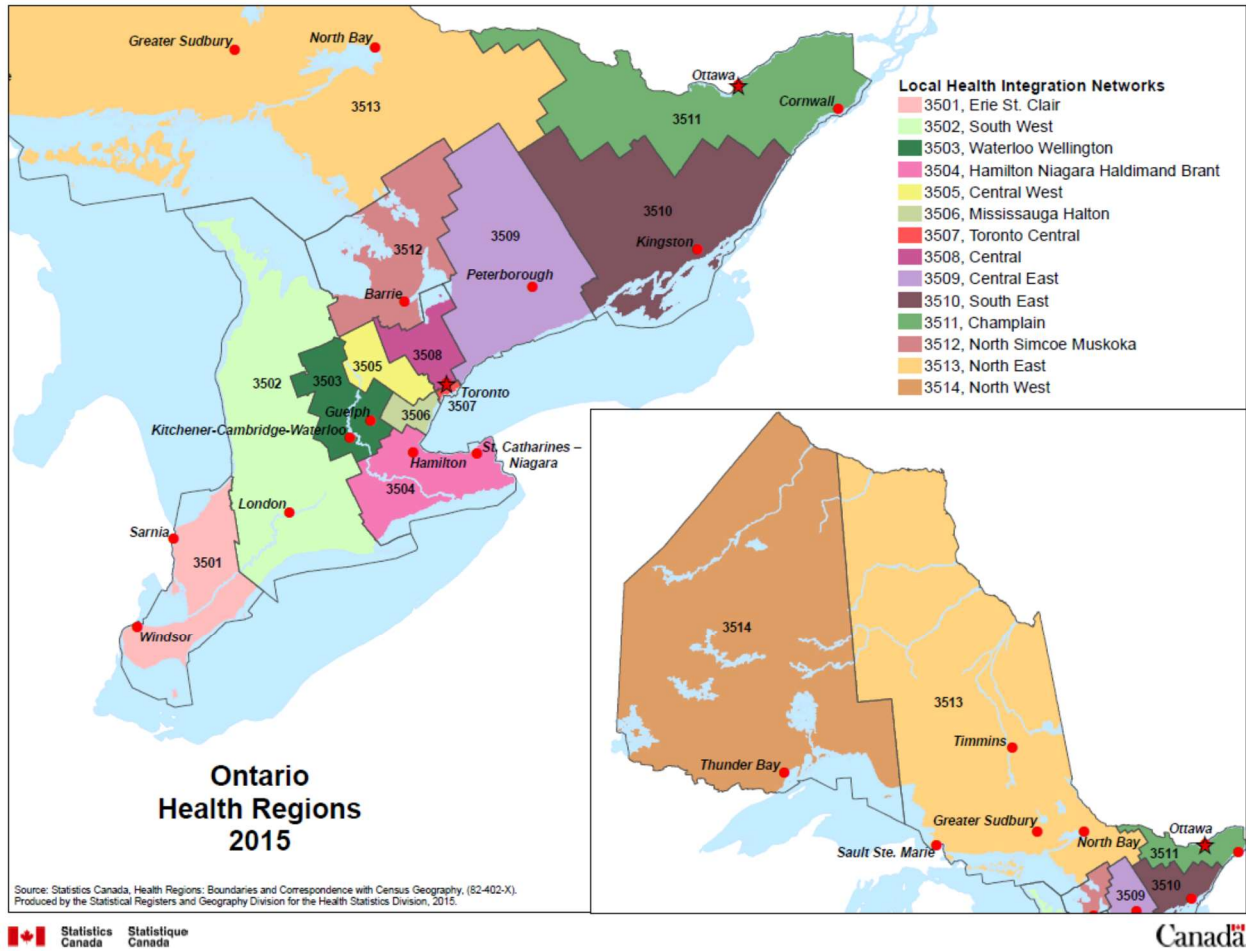 Greater Sudbury
North Bay
Ottawa
Cornwall
3513
3511
3510
3512
3509
Kingston
Peterborough
Barrie
3508
3505
3502
3503
Toronto
3507
Guelph
3506
Kitchener-Cambridge-Waterloo
St. Catharines –
Niagara
Hamilton
3504
London
Sarnia
3501
Windsor
Local Health Integration Networks
3501, Erie St. Clair
3502, South West
3503, Waterloo Wellington
3504, Hamilton Niagara Haldimand Brant
3505, Central West
3506, Mississauga Halton
3507, Toronto Central
3508, Central
3509, Central East
3510, South East
3511, Champlain
3512, North Simcoe Muskoka
3513, North East
3514, North West
3514
3513
Timmins
Thunder Bay
Greater Sudbury
Ottawa
North Bay
Sault Ste. Marie
3511
3510
3509
Ontario
Health Regions
2015
Source: Statistics Canada, Health Regions: Boundaries and Correspondence with Census Geography, (82-402-X).
Produced by the Statistical Registers and Geography Division for the Health Statistics Division, 2015.
Statistics Statistique
Canada Canada
Canada